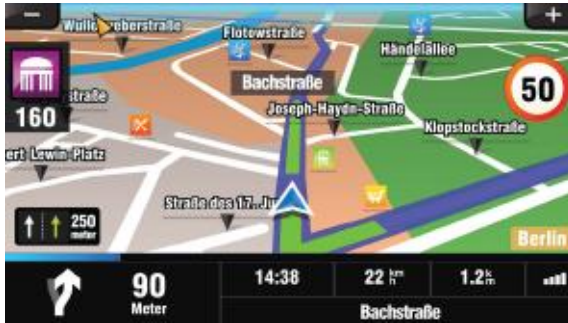 − +
Flotowstraße
Händelallee
Bachstraße
50
straße
Joseph-Haydn-Straße
160
Klopstockstraße
ert-Lewin-Platz
Straße des 17. Ju
250
meter
Berlin
90
Meter
14:38
22 km h
1.2 k m
Bachstraße